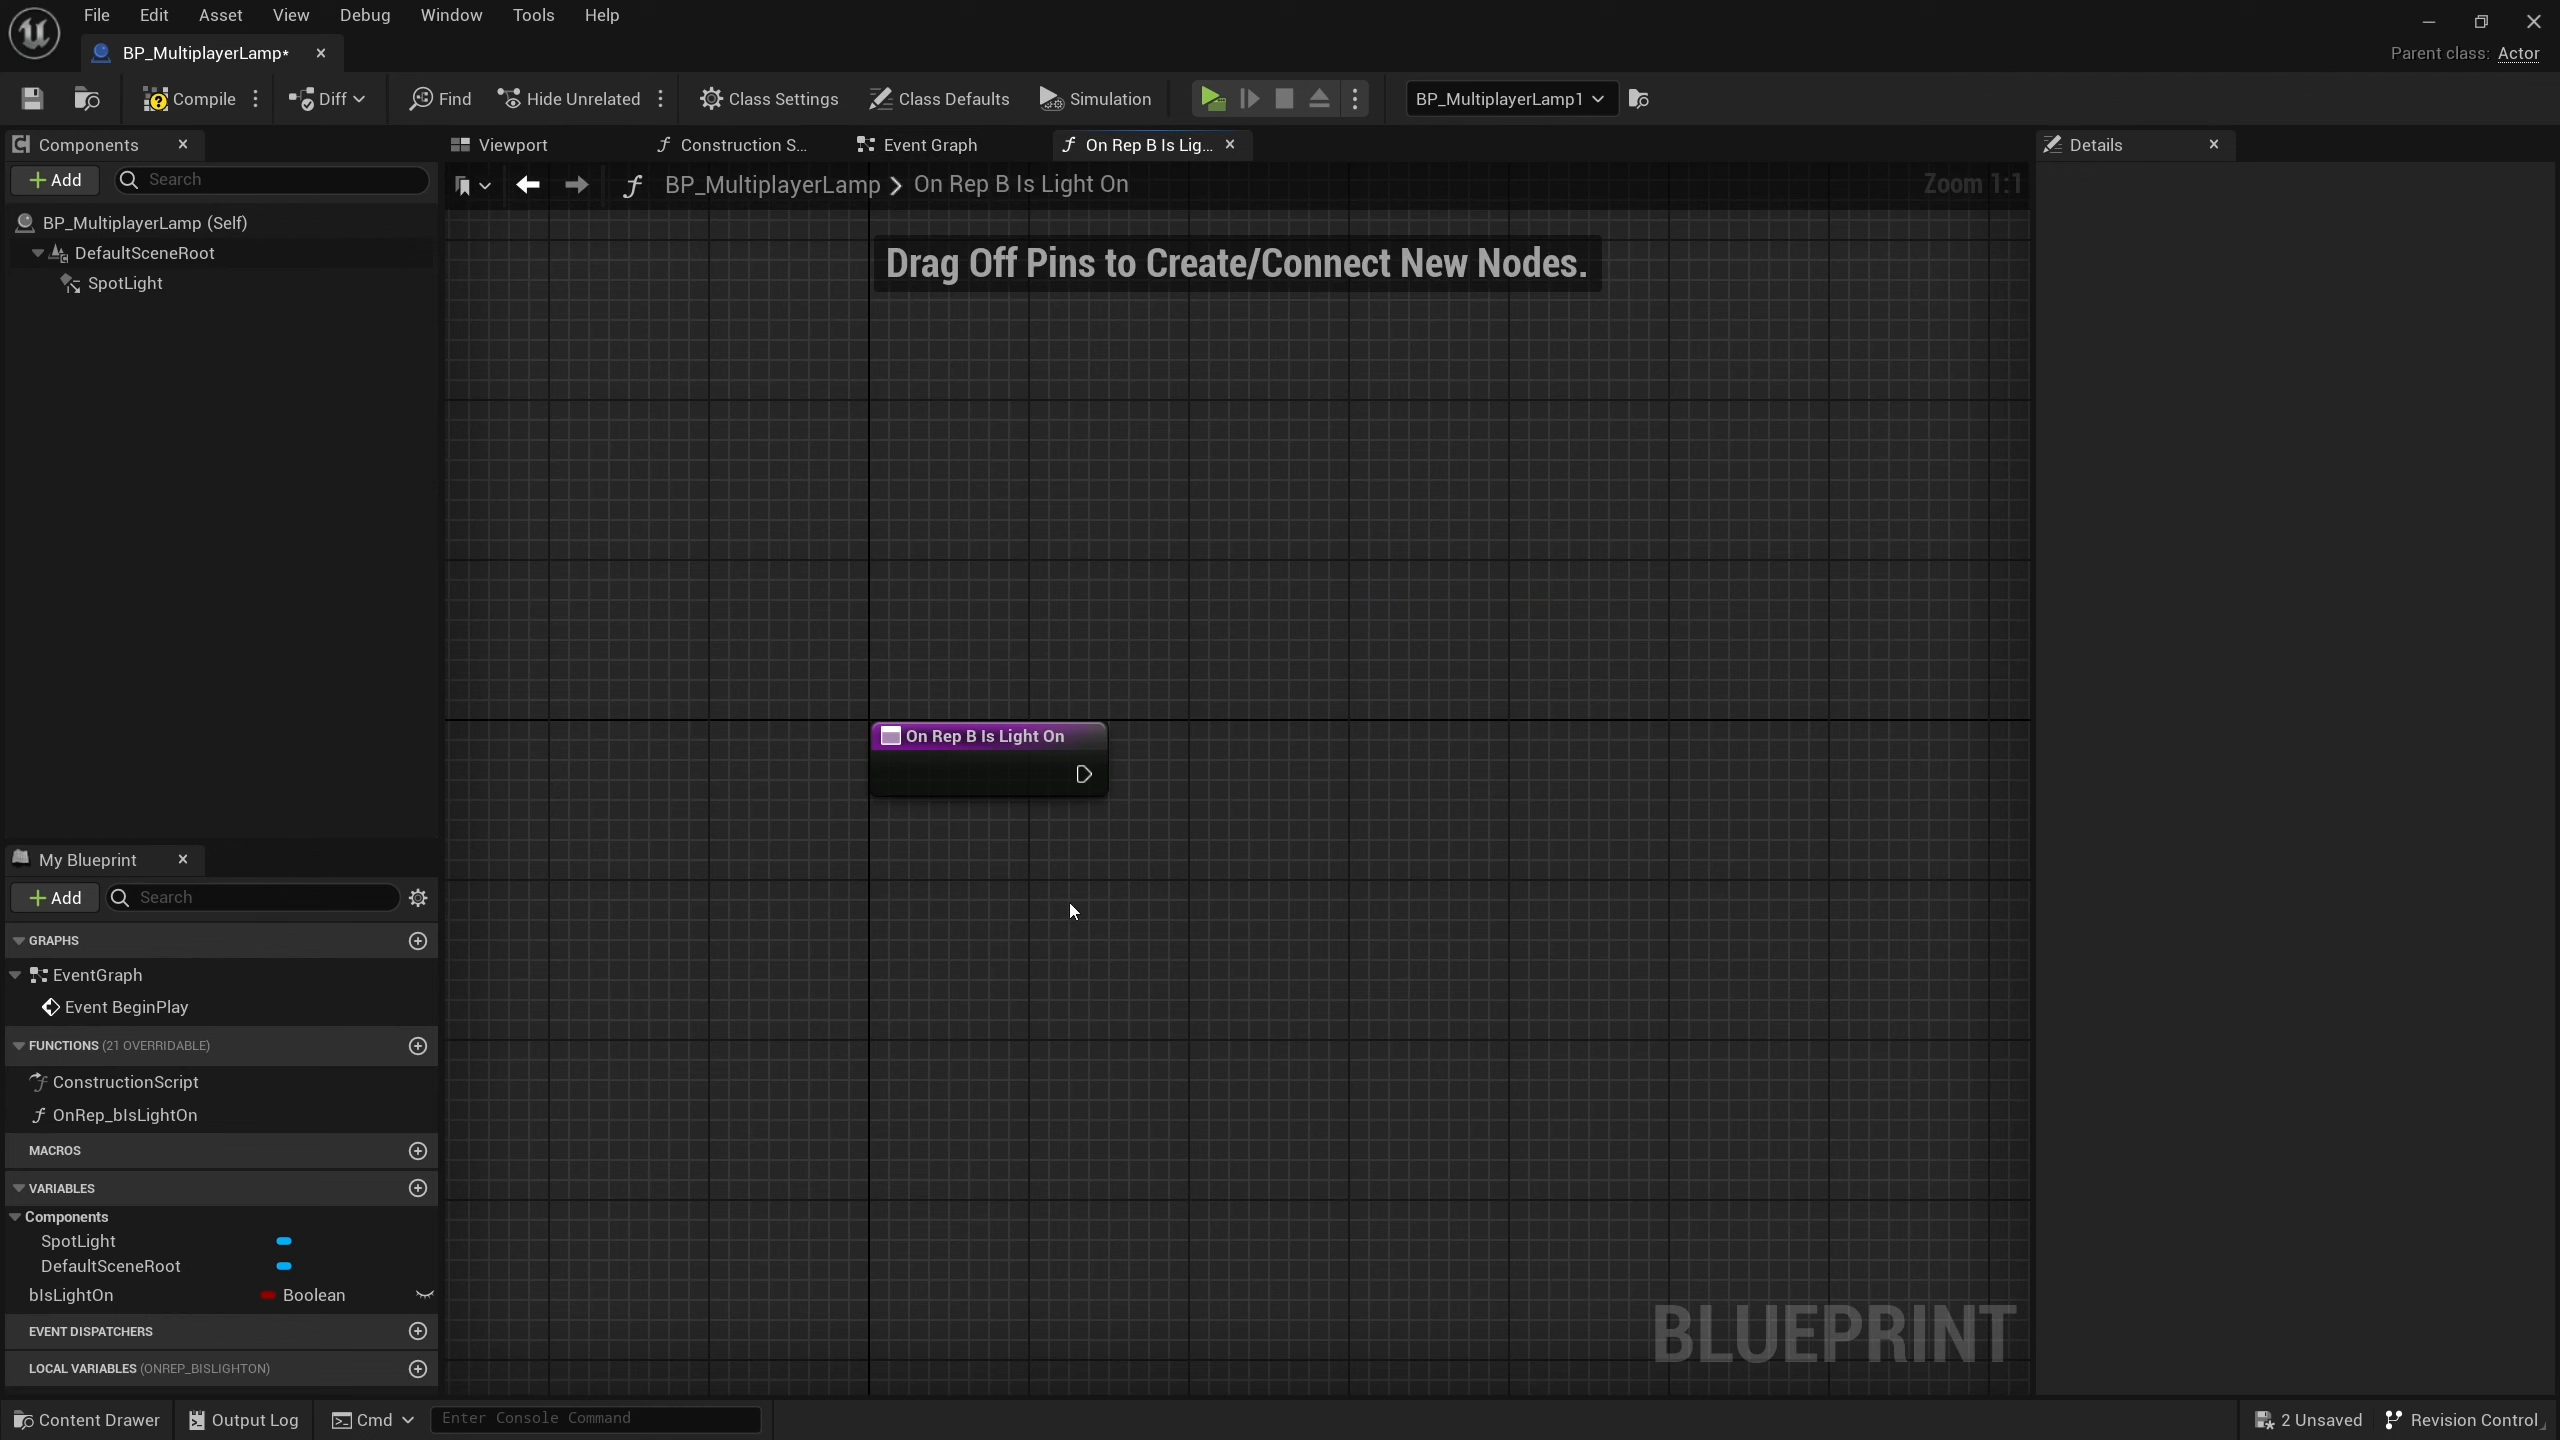 File Edit Asset View Debug Window Tools Help
BP_MultiplayerLamp*
Parent class: Actor
Compile Diff Find Hide Unrelated Class Settings Class Defaults Simulation BP_MultiplayerLamp1
Components
Viewport Construction S... Event Graph On Rep B Is Lig...
Details
Add Search
BP_MultiplayerLamp On Rep B Is Light On
Zoom 1:1
BP_MultiplayerLamp (Self)
DefaultSceneRoot
SpotLight
Drag Off Pins to Create/Connect New Nodes.
On Rep B Is Light On
My Blueprint
Add Search
GRAPHS
EventGraph
Event BeginPlay
FUNCTIONS (21 OVERRIDABLE)
ConstructionScript
OnRep_bIsLightOn
MACROS
VARIABLES
Components
SpotLight
DefaultSceneRoot
bIsLightOn Boolean
EVENT DISPATCHERS
LOCAL VARIABLES (ONREP_BISLIGHTON)
BLUEPRINT
Content Drawer Output Log Cmd Enter Console Command
2 Unsaved Revision Control